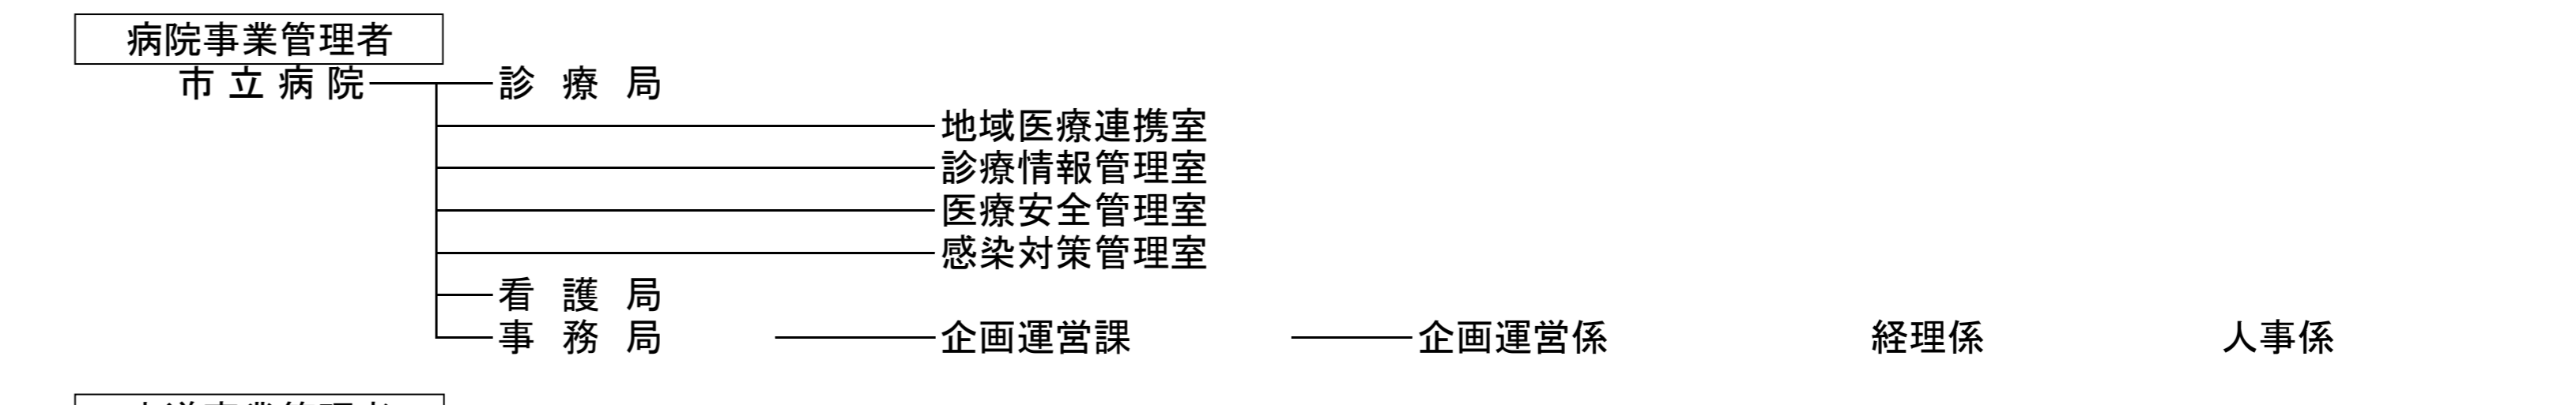 病院事業管理者
市立病院 診療局
地域医療連携室
診療情報管理室
医療安全管理室
感染対策管理室
看護局
事務局 企画運営課 企画運営係 経理係 人事係